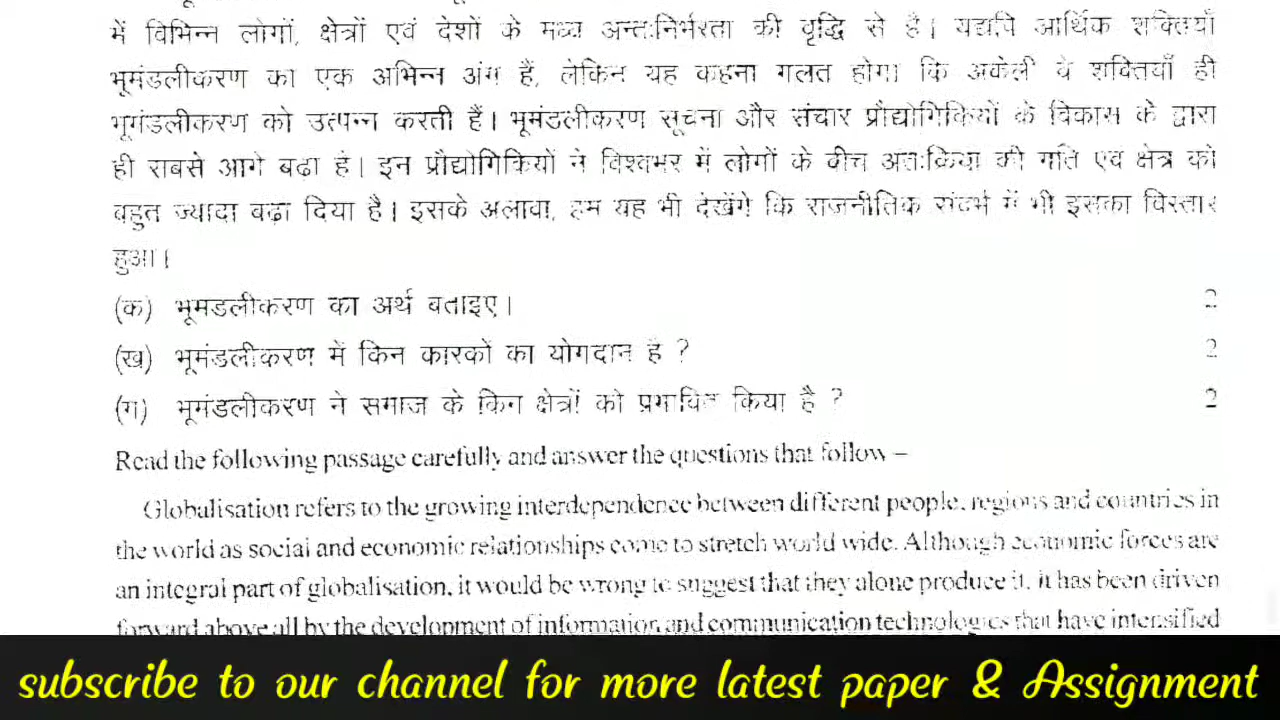 में विभिन्न लोगों, क्षेत्रों एवं देशों के मध्य अन्तःनिर्भरता की वृद्धि से है। यद्यपि आर्थिक शक्तियाँ
भूमंडलीकरण का एक अभिन्न अंग हैं, लेकिन यह कहना गलत होगा कि अकेली ये शक्तियाँ ही
भूमंडलीकरण को उत्पन्न करती हैं। भूमंडलीकरण सूचना और संचार प्रौद्योगिकियों के विकास के द्वारा
ही सबसे आगे बढ़ा है। इन प्रौद्योगिकियों ने विश्वभर में लोगों के बीच अंतःक्रिया की गति एवं क्षेत्र को
बहुत ज्यादा बढ़ा दिया है। इसके अलावा, हम यह भी देखेंगे कि राजनीतिक संदर्भ में भी इसका विस्तार
हुआ।
(क) भूमडलीकरण का अर्थ बताइए। 2
(ख) भूमंडलीकरण में किन कारकों का योगदान है ? 2
(ग) भूमंडलीकरण ने समाज के किन क्षेत्रों को प्रभावित किया है ? 2
Read the following passage carefully and answer the questions that follow –
Globalisation refers to the growing interdependence between different people, regions and countries in
the world as social and economic relationships come to stretch world wide. Although economic forces are
an integral part of globalisation, it would be wrong to suggest that they alone produce it. It has been driven
forward above all by the development of information and communication technologies that have intensified
subscribe to our channel for more latest paper & Assignment